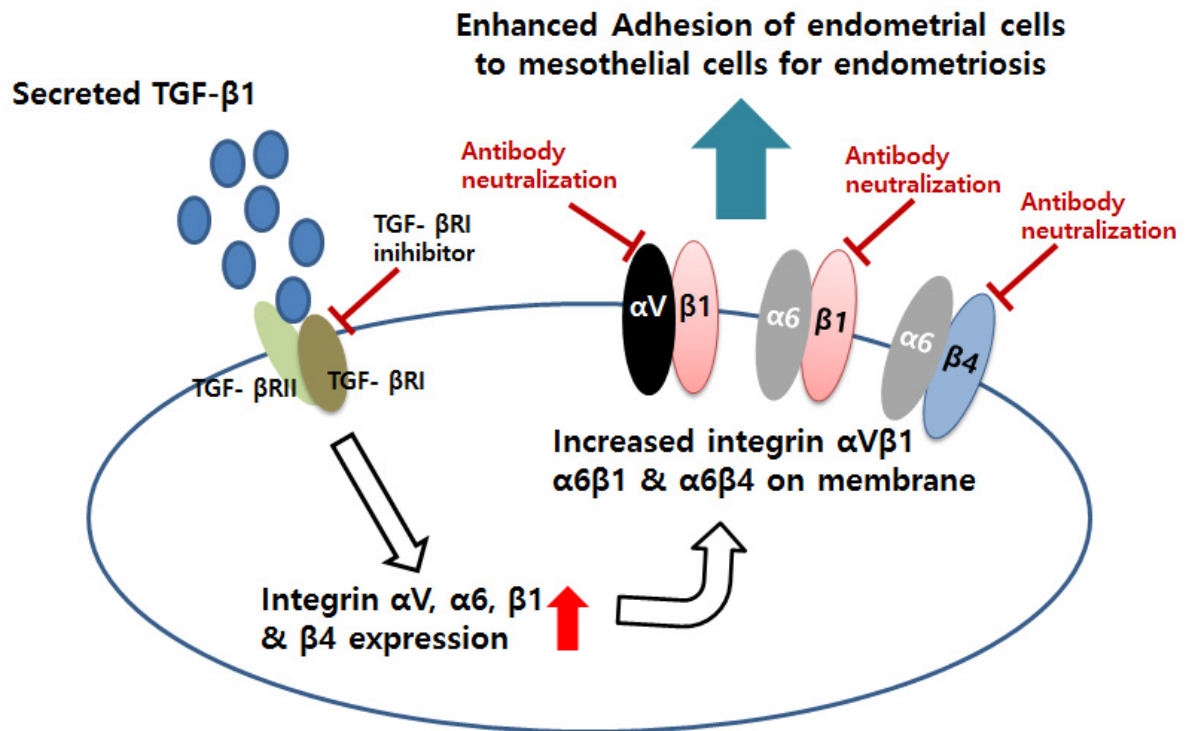 Enhanced Adhesion of endometrial cells
to mesothelial cells for endometriosis
Secreted TGF-β1
Antibody
neutralization
Antibody
neutralization
Antibody
neutralization
TGF- βRI
inihibitor
αV
β1
α6
β1
α6
β4
TGF- βRII
TGF- βRI
Increased integrin αVβ1
α6β1 & α6β4 on membrane
Integrin αV, α6, β1
& β4 expression